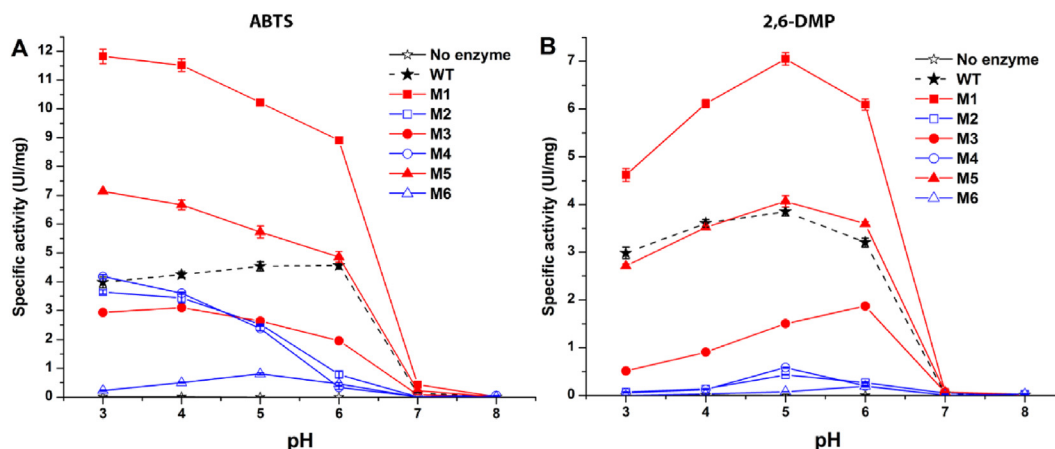 ABTS
A
Specific activity (UI/mg)
12
11
10
9
8
7
6
5
4
3
2
1
0
3 4 5 6 7 8
pH
No enzyme
WT
M1
M2
M3
M4
M5
M6
2,6-DMP
B
Specific activity (UI/mg)
7
6
5
4
3
2
1
0
3 4 5 6 7 8
pH
No enzyme
WT
M1
M2
M3
M4
M5
M6